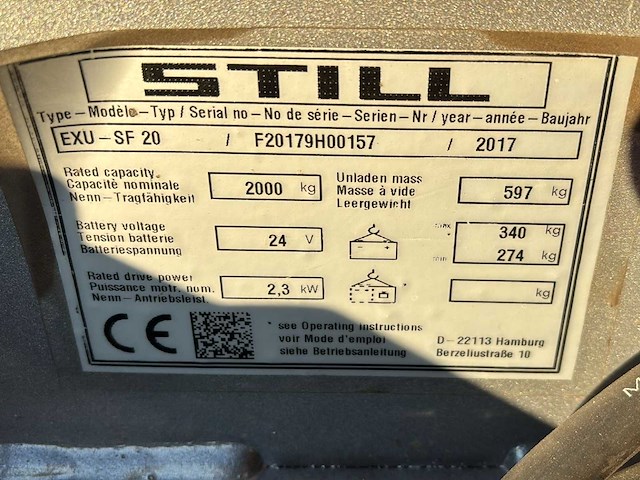 STILL
Type – Modèle – Typ / Serial no – No de série – Serien – Nr / year – année – Baujahr
EXU – SF 20 / F20179H00157 / 2017
Rated capacity
Capacité nominale
Nenn – Tragfähigkeit
2000 kg
Unladen mass
Masse à vide
Leergewicht
597 kg
Battery voltage
Tension batterie
Batteriespannung
24 V
max 340 kg
min 274 kg
Rated drive power
Puissance motr. nom.
Nenn – Antriebsleist.
2,3 kW
kg
CE
* see Operating instructions
voir Mode d'emploi
siehe Betriebsanleitung
D – 22113 Hamburg
Berzeliustraße 10